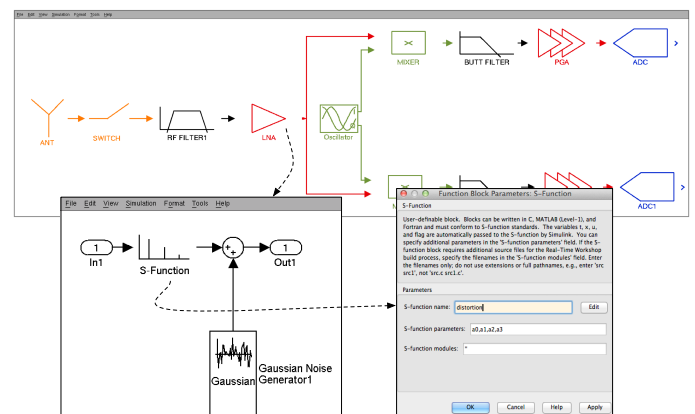 File Edit View Simulation Format Tools Help
MIXER
BUTT FILTER
PGA
ADC
ANT
SWITCH
RF FILTER1
LNA
Oscilletor
ADC1
File Edit View Simulation Format Tools Help
1
In1
S-Function
1
Out1
Gaussian
Gaussian Noise
Generator1
Function Block Parameters: S-Function
S-Function
User-definable block. Blocks can be written in C, MATLAB (Level-1), and
Fortran and must conform to S-function standards. The variables t, x, u,
and flag are automatically passed to the S-function by Simulink. You can
specify additional parameters in the 'S-function parameters' field. If the S-
function block requires additional source files for the Real-Time Workshop
build process, specify the filenames in the 'S-function modules' field. Enter
the filenames only; do not use extensions or full pathnames, e.g., enter 'src
src1', not 'src.c src1.c'.
Parameters
S-function name: distortion Edit
S-function parameters: a0,a1,a2,a3
S-function modules: ''
OK Cancel Help Apply